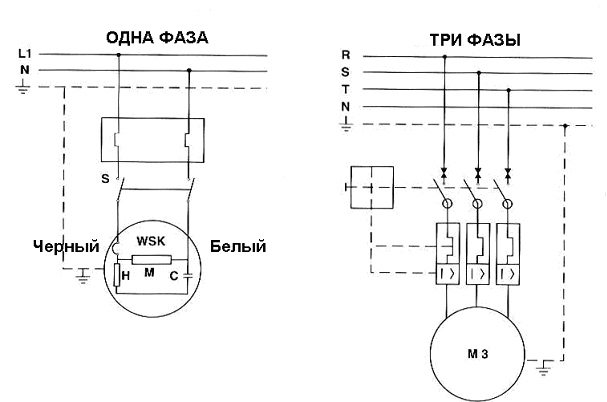 ОДНА ФАЗА
L1
N
S
Черный
WSK
Белый
H
M
C
ТРИ ФАЗЫ
R
S
T
N
I >
I >
I >
M 3